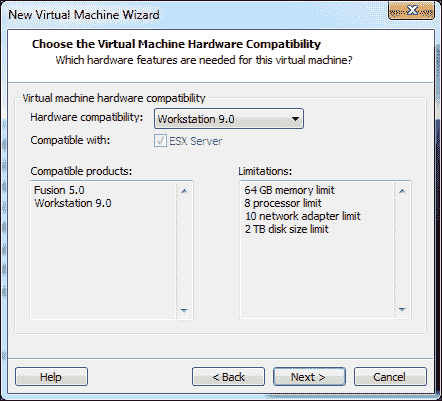 New Virtual Machine Wizard
Choose the Virtual Machine Hardware Compatibility
Which hardware features are needed for this virtual machine?
Virtual machine hardware compatibility
Hardware compatibility: Workstation 9.0
Compatible with: ESX Server
Compatible products:
Fusion 5.0
Workstation 9.0
Limitations:
64 GB memory limit
8 processor limit
10 network adapter limit
2 TB disk size limit
Help < Back Next > Cancel